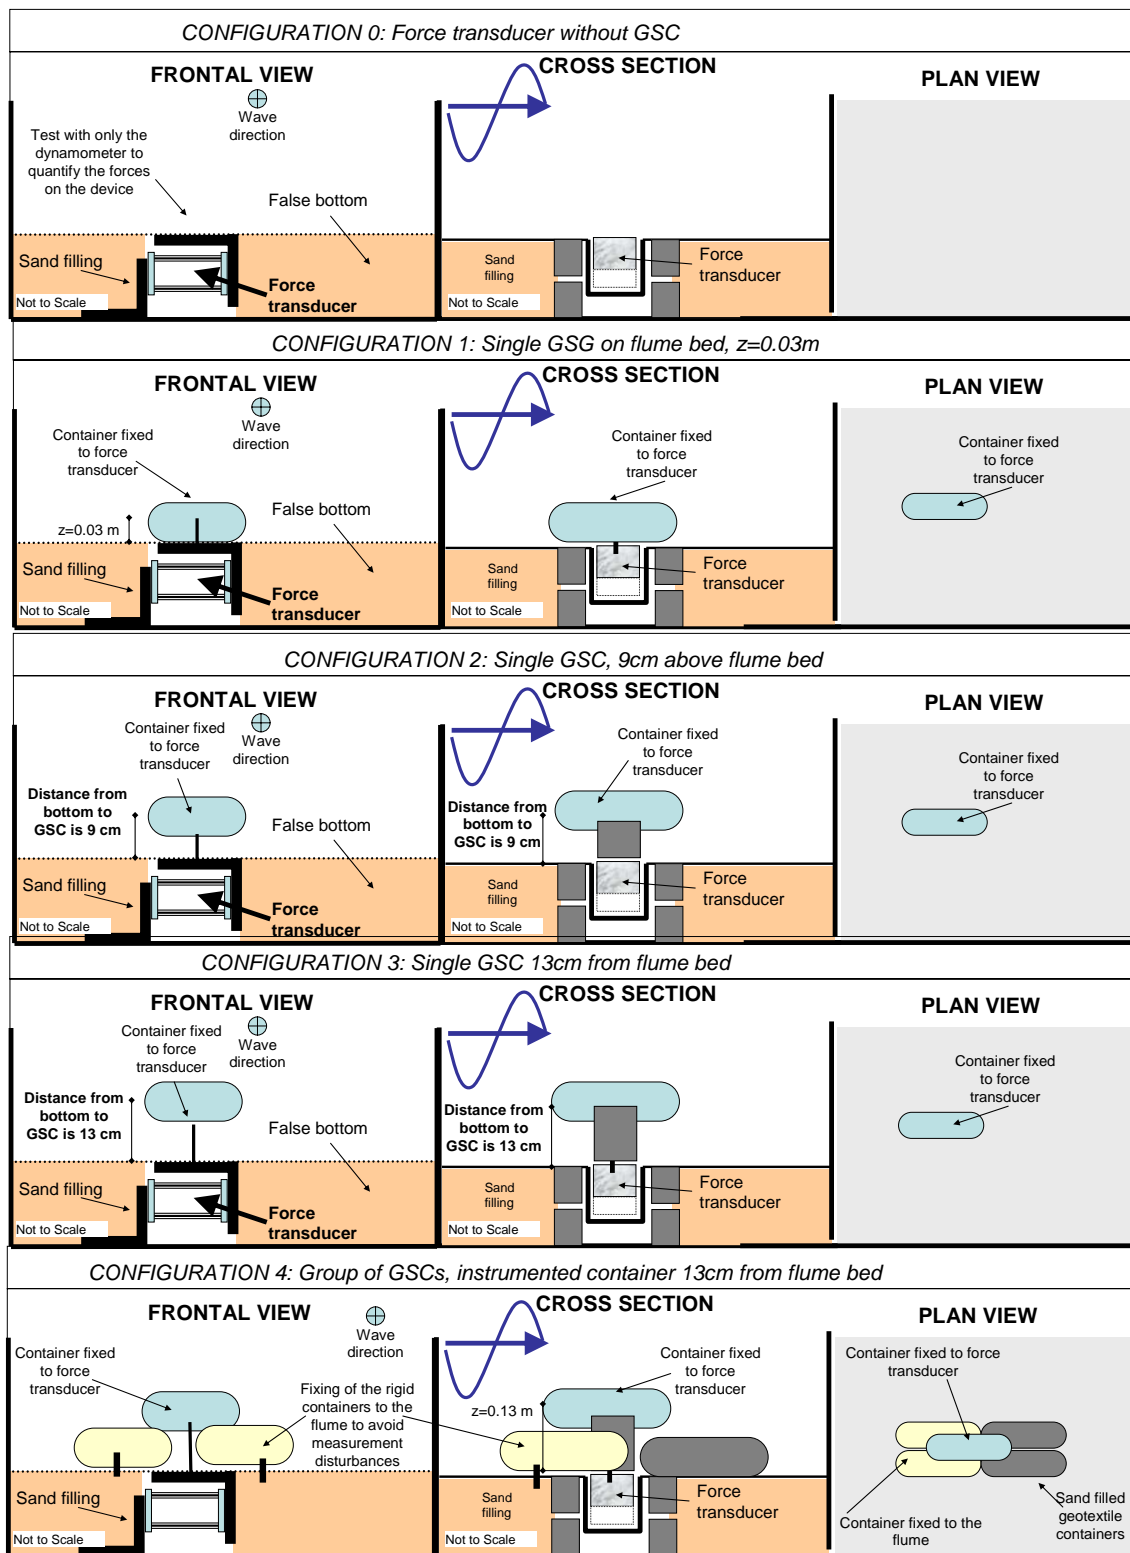 CONFIGURATION 0: Force transducer without GSC
FRONTAL VIEW
CROSS SECTION
PLAN VIEW
Wave
direction
Test with only the
dynamometer to
quantify the forces
on the device
False bottom
Sand filling
Force
transducer
Not to Scale
Sand
filling
Force
transducer
Not to Scale
CONFIGURATION 1: Single GSG on flume bed, z=0.03m
FRONTAL VIEW
CROSS SECTION
PLAN VIEW
Wave
direction
Container fixed
to force
transducer
z=0.03 m
False bottom
Sand filling
Force
transducer
Not to Scale
Container fixed
to force
transducer
Sand
filling
Force
transducer
Not to Scale
Container fixed
to force
transducer
CONFIGURATION 2: Single GSC, 9cm above flume bed
FRONTAL VIEW
CROSS SECTION
PLAN VIEW
Container fixed
to force
transducer
Wave
direction
Distance from
bottom to
GSC is 9 cm
False bottom
Sand filling
Force
transducer
Not to Scale
Container fixed
to force
transducer
Distance from
bottom to
GSC is 9 cm
Sand
filling
Force
transducer
Not to Scale
Container fixed
to force
transducer
CONFIGURATION 3: Single GSC 13cm from flume bed
FRONTAL VIEW
CROSS SECTION
PLAN VIEW
Container fixed
to force
transducer
Wave
direction
Distance from
bottom to
GSC is 13 cm
False bottom
Sand filling
Force
transducer
Not to Scale
Distance from
bottom to
GSC is 13 cm
Sand
filling
Force
transducer
Not to Scale
Container fixed
to force
transducer
CONFIGURATION 4: Group of GSCs, instrumented container 13cm from flume bed
FRONTAL VIEW
CROSS SECTION
PLAN VIEW
Wave
direction
Container fixed
to force
transducer
Fixing of the rigid
containers to the
flume to avoid
measurement
disturbances
Sand filling
Not to Scale
Container fixed
to force
transducer
z=0.13 m
Sand
filling
Force
transducer
Not to Scale
Container fixed to force
transducer
Container fixed to the
flume
Sand filled
geotextile
containers